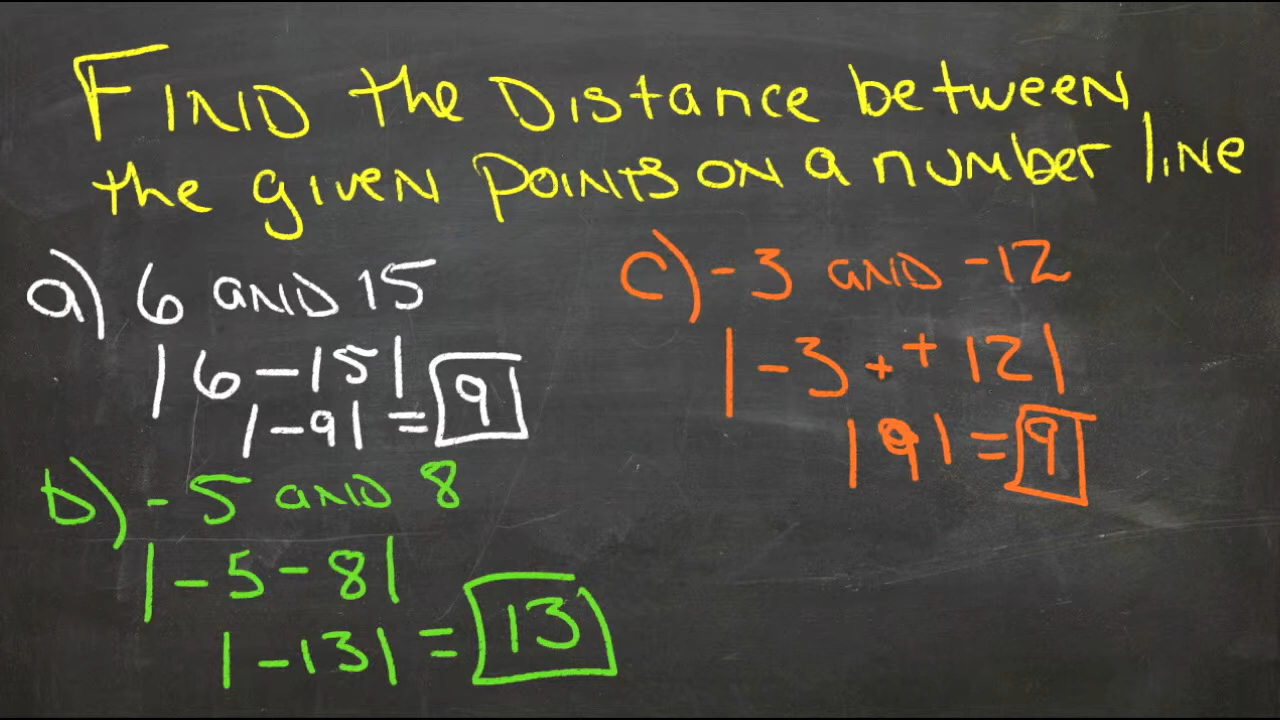 FIND the Distance between
the given points on a number line
a) 6 and 15
|6-15|
|-9| = 9
b) -5 and 8
|-5-8|
|-13| = 13
c) -3 and -12
|-3 + + 12|
|9| = 9